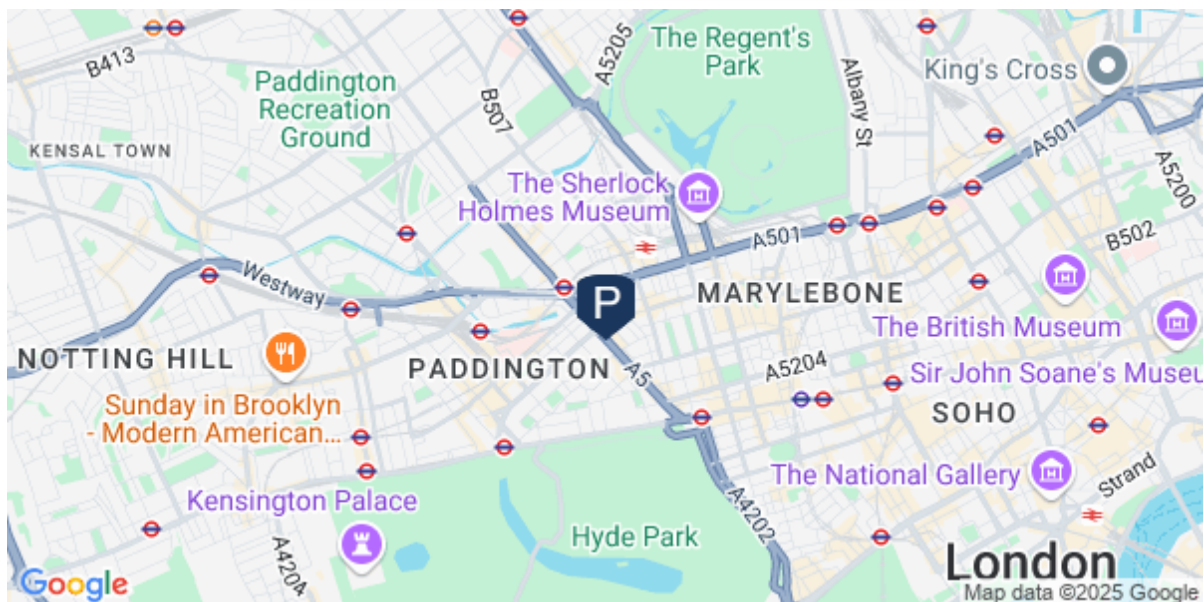 The Regent's
Park
A5205
B413
Paddington
Recreation
Ground
B507
Albany St
King's Cross
A501
KENSAL TOWN
A5200
The Sherlock
Holmes Museum
A501
B502
Westway
P
MARYLEBONE
The British Museum
NOTTING HILL
PADDINGTON
A5
A5204
Sir John Soane's Museu
Sunday in Brooklyn
- Modern American...
SOHO
The National Gallery
Strand
Kensington Palace
A4202
Hyde Park
A4204
London
Google
Map data ©2025 Google